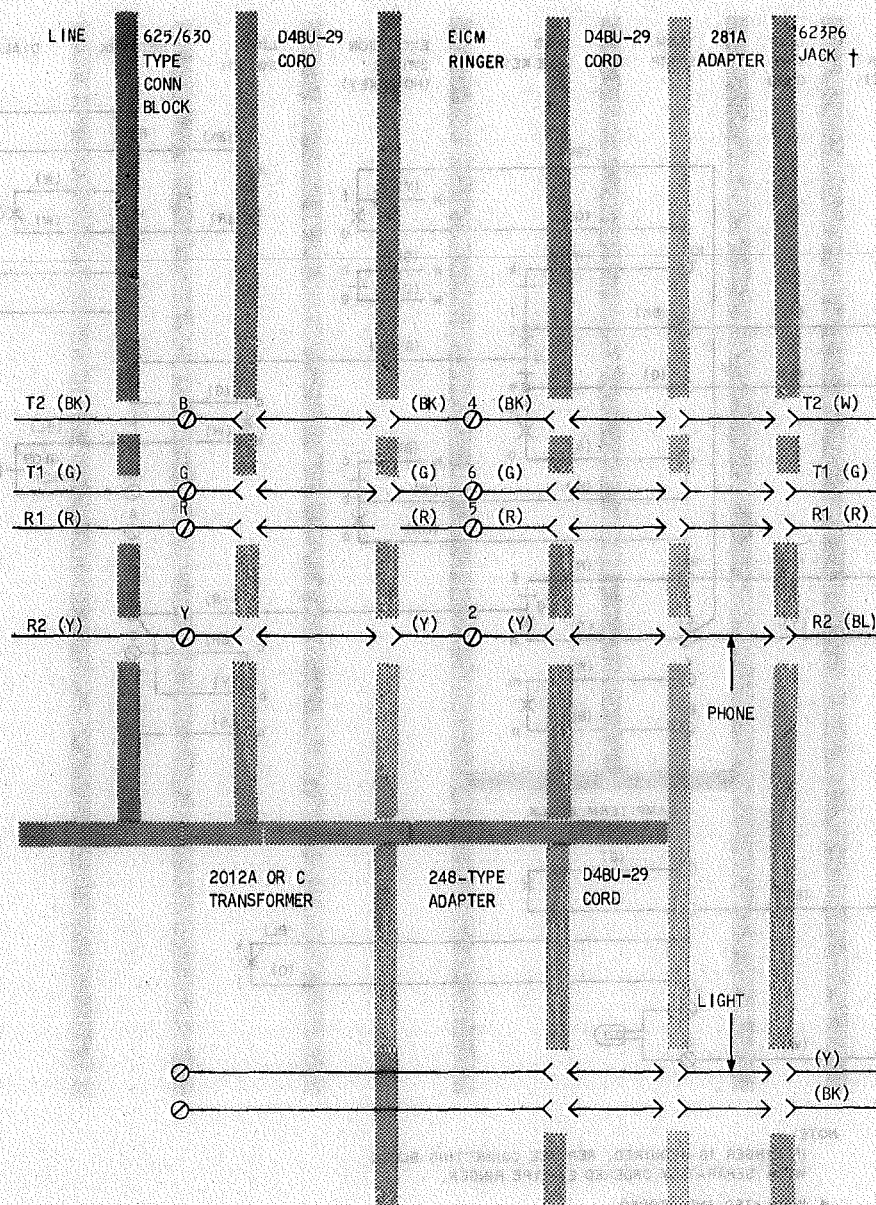 LINE
625/630
TYPE
CONN
BLOCK
D4BU-29
CORD
EICM
RINGER
D4BU-29
CORD
281A
ADAPTER
623P6
JACK †
T2 (BK) B (BK) 4 (BK) T2 (W)
T1 (G) G (G) 6 (G) T1 (G)
R1 (R) R (R) 5 (R) R1 (R)
R2 (Y) Y (Y) 2 (Y) R2 (BL)
PHONE
2012A OR C
TRANSFORMER
248-TYPE
ADAPTER
D4BU-29
CORD
LIGHT
(Y)
(BK)